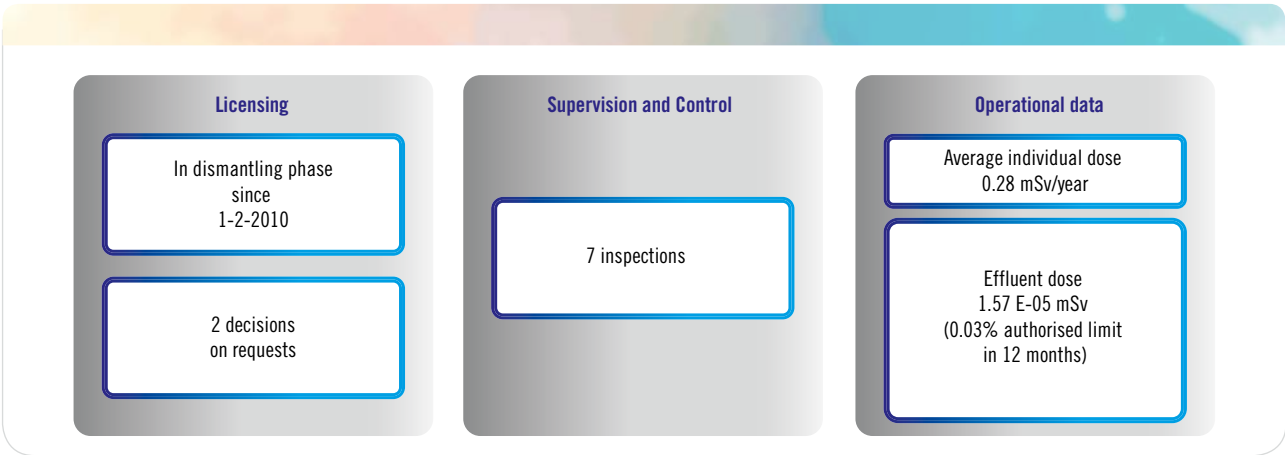 Licensing
In dismantling phase
since
1-2-2010
2 decisions
on requests
Supervision and Control
7 inspections
Operational data
Average individual dose
0.28 mSv/year
Effluent dose
1.57 E-05 mSv
(0.03% authorised limit
in 12 months)